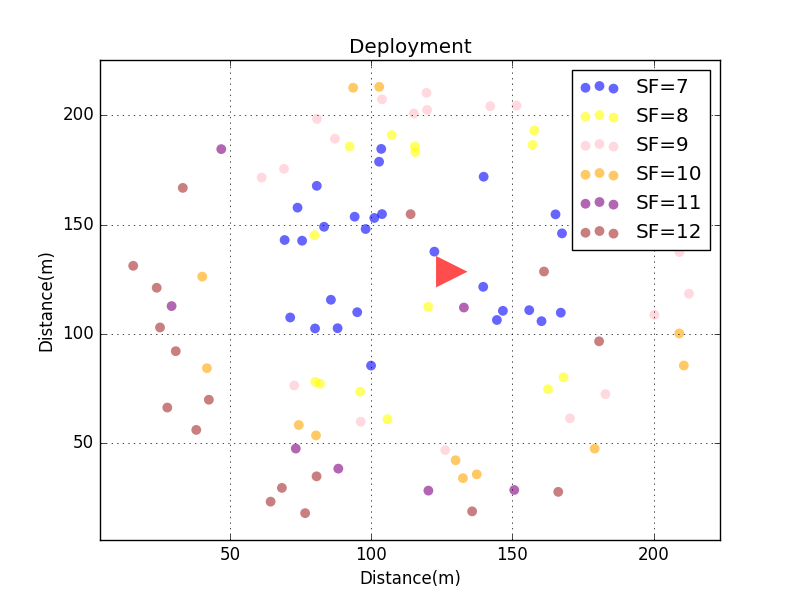 Deployment
SF=7
SF=8
SF=9
SF=10
SF=11
SF=12
200
150
100
50
Distance(m)
50
100
150
200
Distance(m)